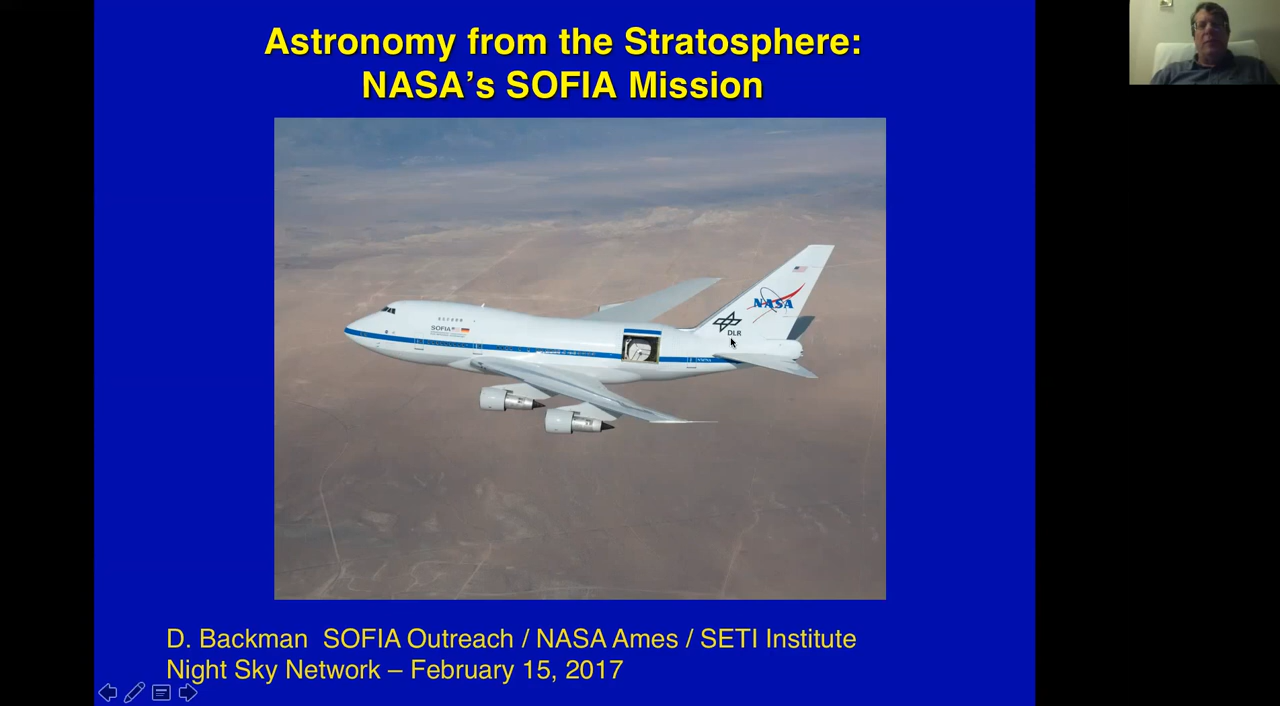 Astronomy from the Stratosphere:
NASA’s SOFIA Mission
NASA
SOFIA
DLR
D. Backman SOFIA Outreach / NASA Ames / SETI Institute
Night Sky Network – February 15, 2017